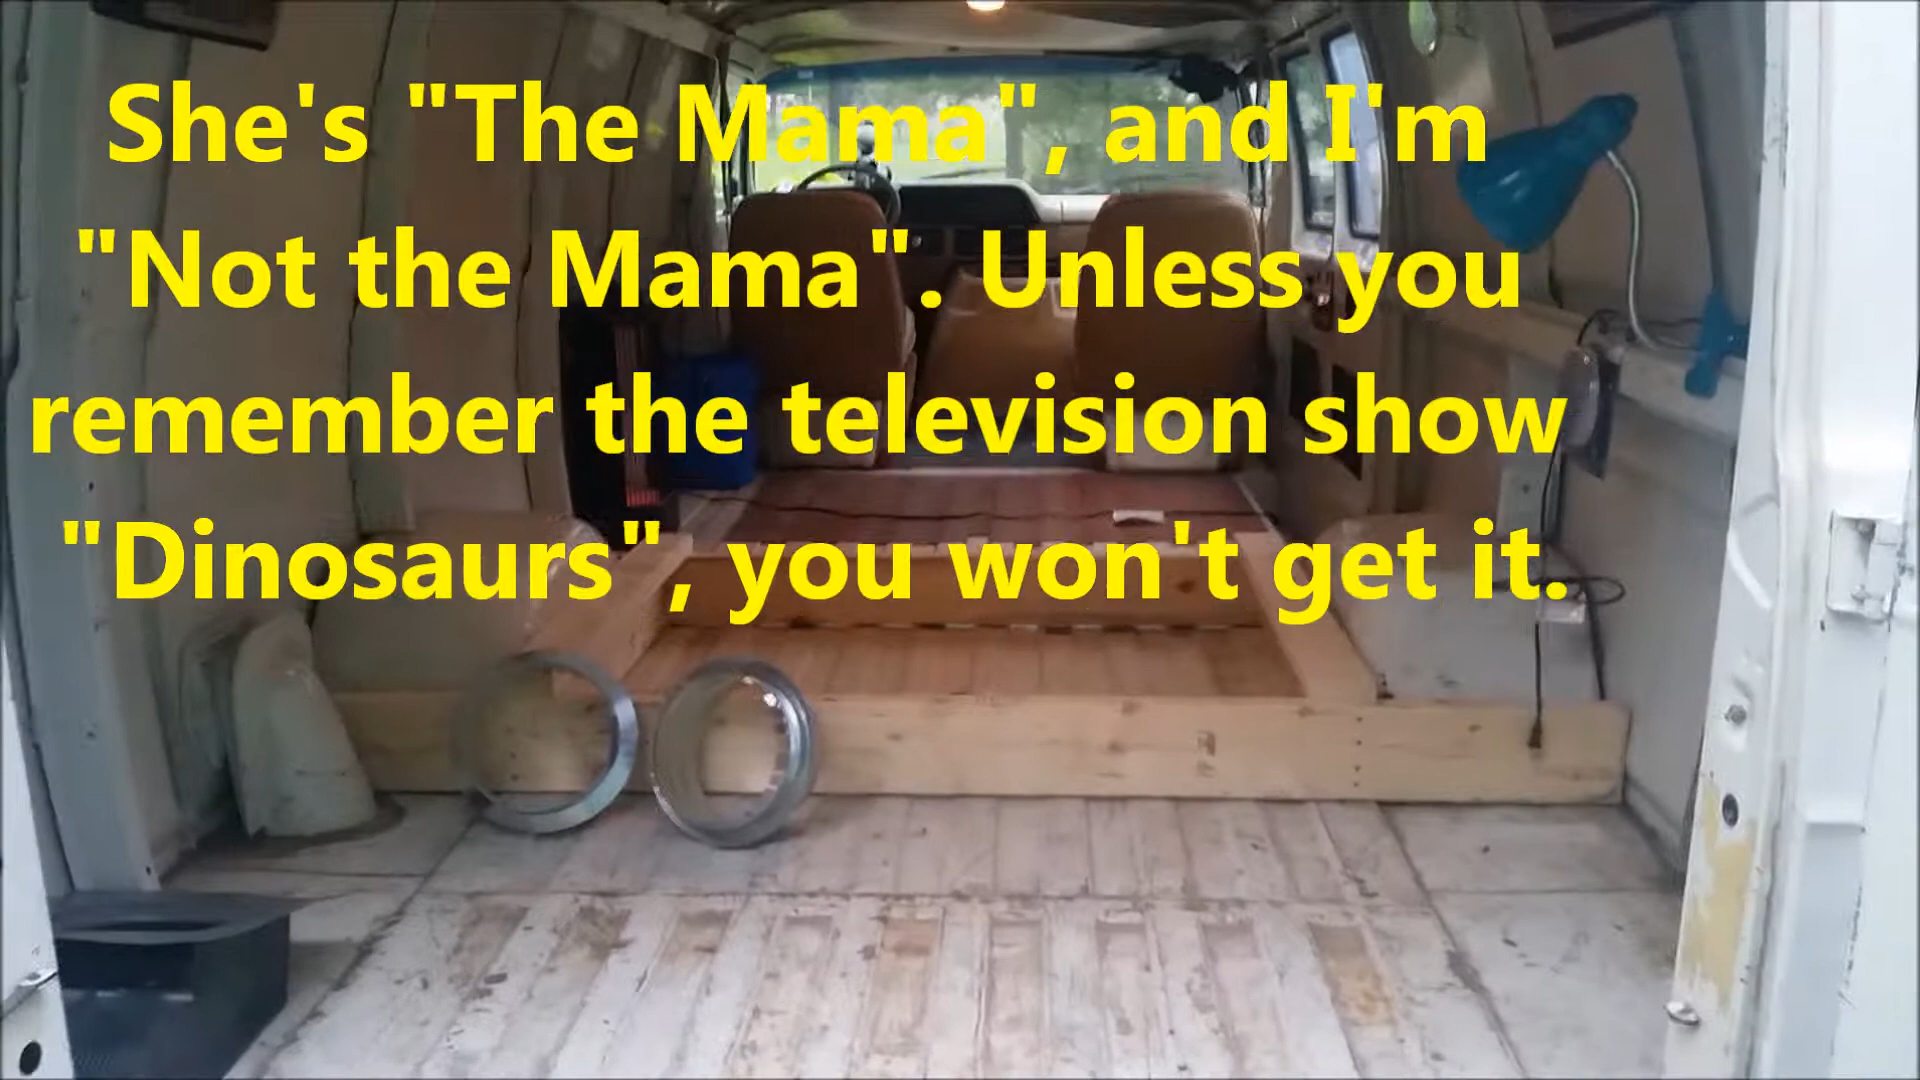 She's "The Mama", and I'm
"Not the Mama". Unless you
remember the television show
"Dinosaurs", you won't get it.